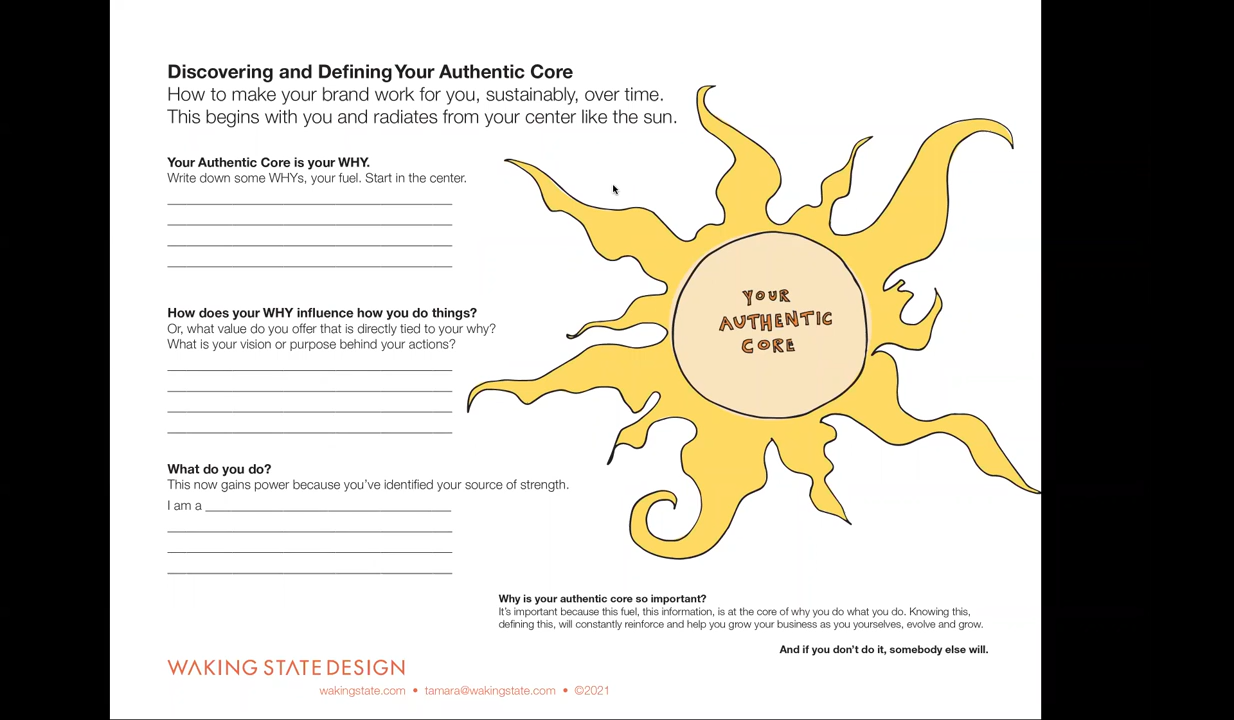 Discovering and Defining Your Authentic Core
How to make your brand work for you, sustainably, over time.
This begins with you and radiates from your center like the sun.
Your Authentic Core is your WHY.
Write down some WHYs, your fuel. Start in the center.
How does your WHY influence how you do things?
Or, what value do you offer that is directly tied to your why?
What is your vision or purpose behind your actions?
What do you do?
This now gains power because you've identified your source of strength.
I am a
YOUR
AUTHENTIC
CORE
Why is your authentic core so important?
It's important because this fuel, this information, is at the core of why you do what you do. Knowing this,
defining this, will constantly reinforce and help you grow your business as you yourselves, evolve and grow.
And if you don't do it, somebody else will.
WAKING STATE DESIGN
wakingstate.com • tamara@wakingstate.com • ©2021